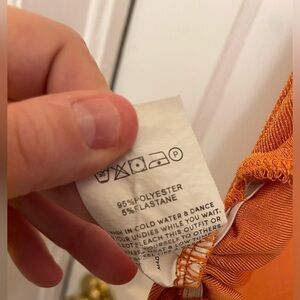 P
95% POLYESTER
5% ELASTANE
IN COLD WATER & DANCE
YOUR UNDIES WHILE YOU WAIT.
BLEACH THIS OUTFIT OR
YOURSELF TO OTHERS.